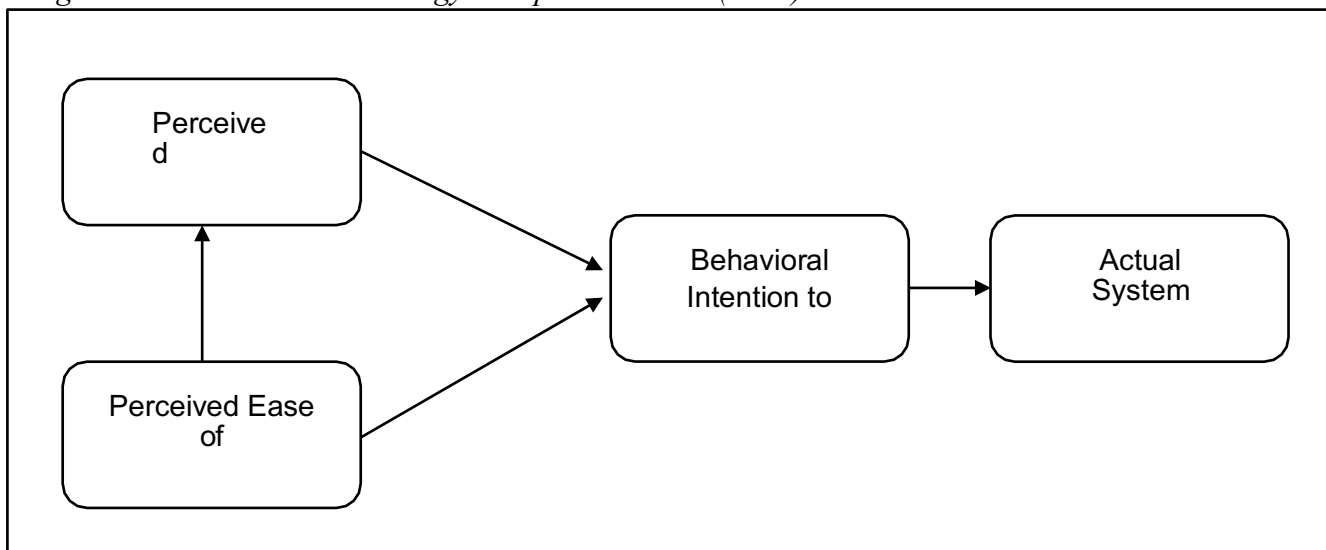 Perceive
d
Perceived Ease
of
Behavioral
Intention to
Actual
System